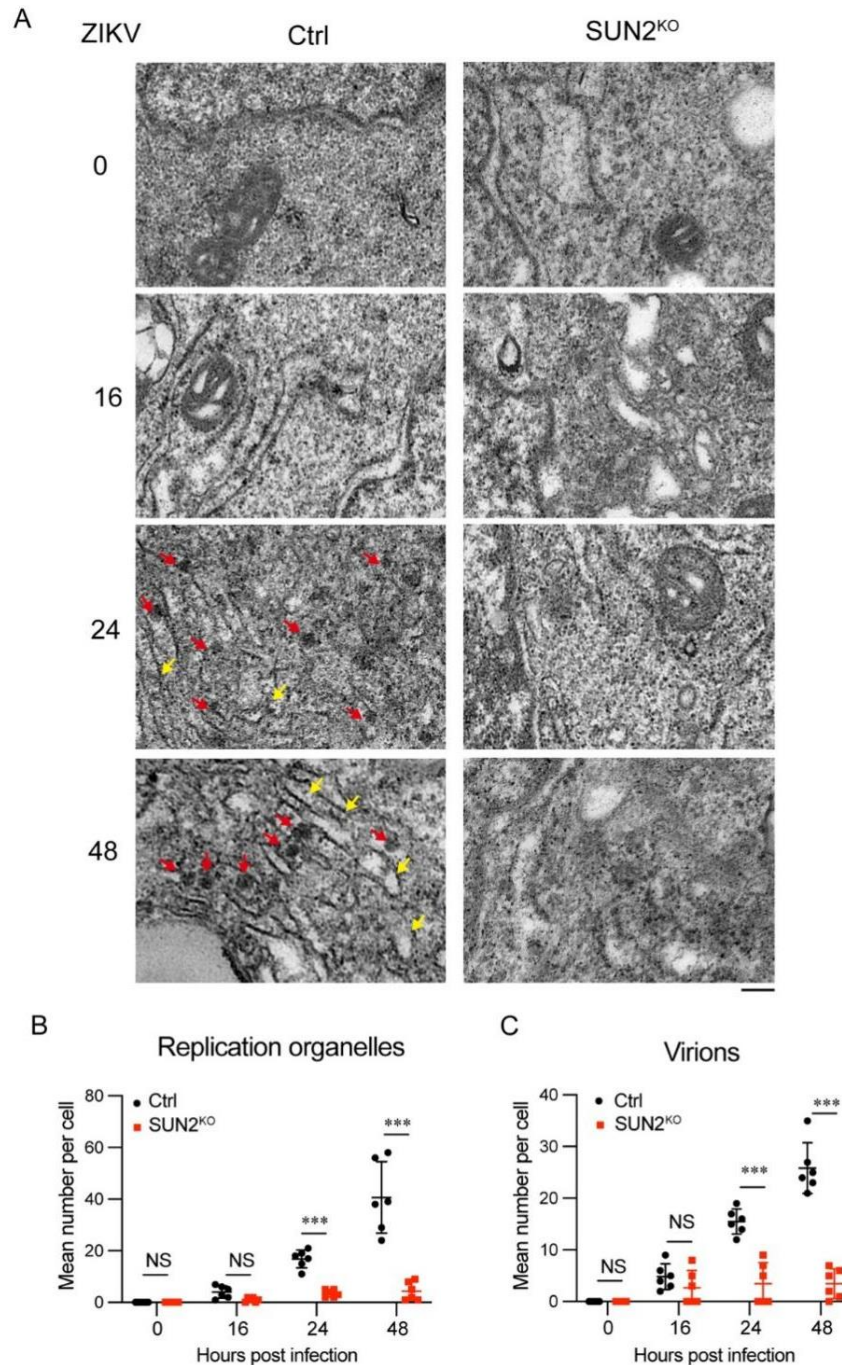 A
ZIKV Ctrl SUN2ᴷᴼ
0
16
24
48
B
Replication organelles
Ctrl
SUN2ᴷᴼ
Mean number per cell
80
60
40
20
0
NS NS *** ***
0 16 24 48
Hours post infection
C
Virions
Ctrl
SUN2ᴷᴼ
Mean number per cell
40
30
20
10
0
NS NS *** ***
0 16 24 48
Hours post infection